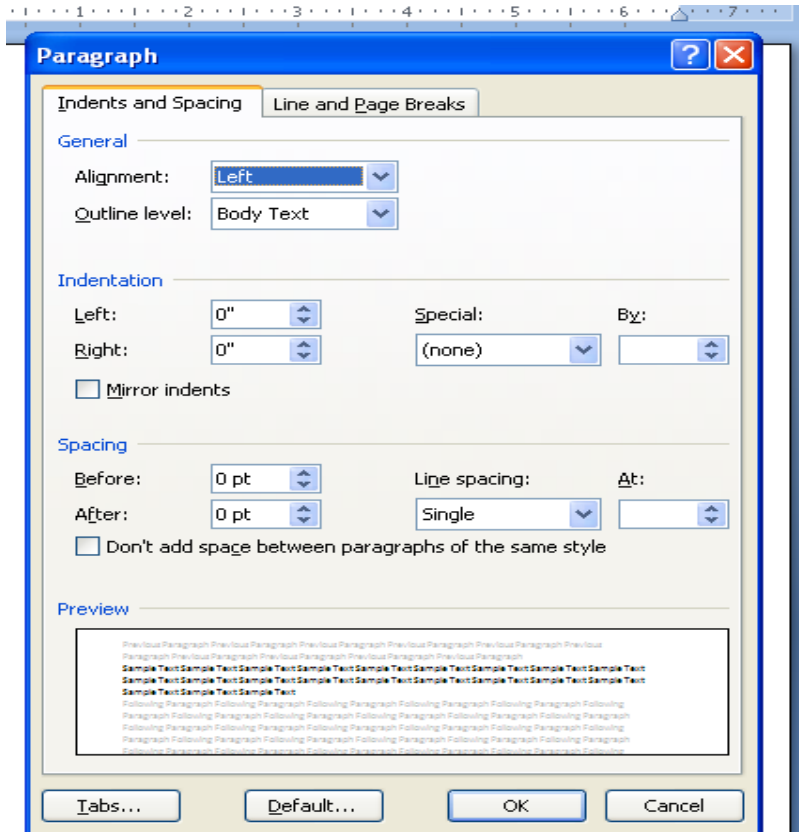 1 2 3 4 5 6 7
Paragraph ?
Indents and Spacing Line and Page Breaks
General
Alignment: Left
Outline level: Body Text
Indentation
Left: 0" Special: By:
Right: 0" (none)
Mirror indents
Spacing
Before: 0 pt Line spacing: At:
After: 0 pt Single
Don't add space between paragraphs of the same style
Preview
Previous Paragraph Previous Paragraph Previous Paragraph Previous Paragraph Previous Paragraph Previous
Paragraph Previous Paragraph Previous Paragraph Previous Paragraph Previous Paragraph
Sample Text Sample Text Sample Text Sample Text Sample Text Sample Text Sample Text Sample Text Sample Text
Sample Text Sample Text Sample Text Sample Text Sample Text Sample Text Sample Text Sample Text Sample Text
Sample Text Sample Text Sample Text
Following Paragraph Following Paragraph Following Paragraph Following Paragraph Following
Paragraph Following Paragraph Following Paragraph Following Paragraph Following Paragraph
Following Paragraph Following Paragraph Following Paragraph Following Paragraph Following
Paragraph Following Paragraph Following Paragraph Following Paragraph Following Paragraph
Following Paragraph Following Paragraph Following Paragraph Following Paragraph Following
Tabs... Default... OK Cancel